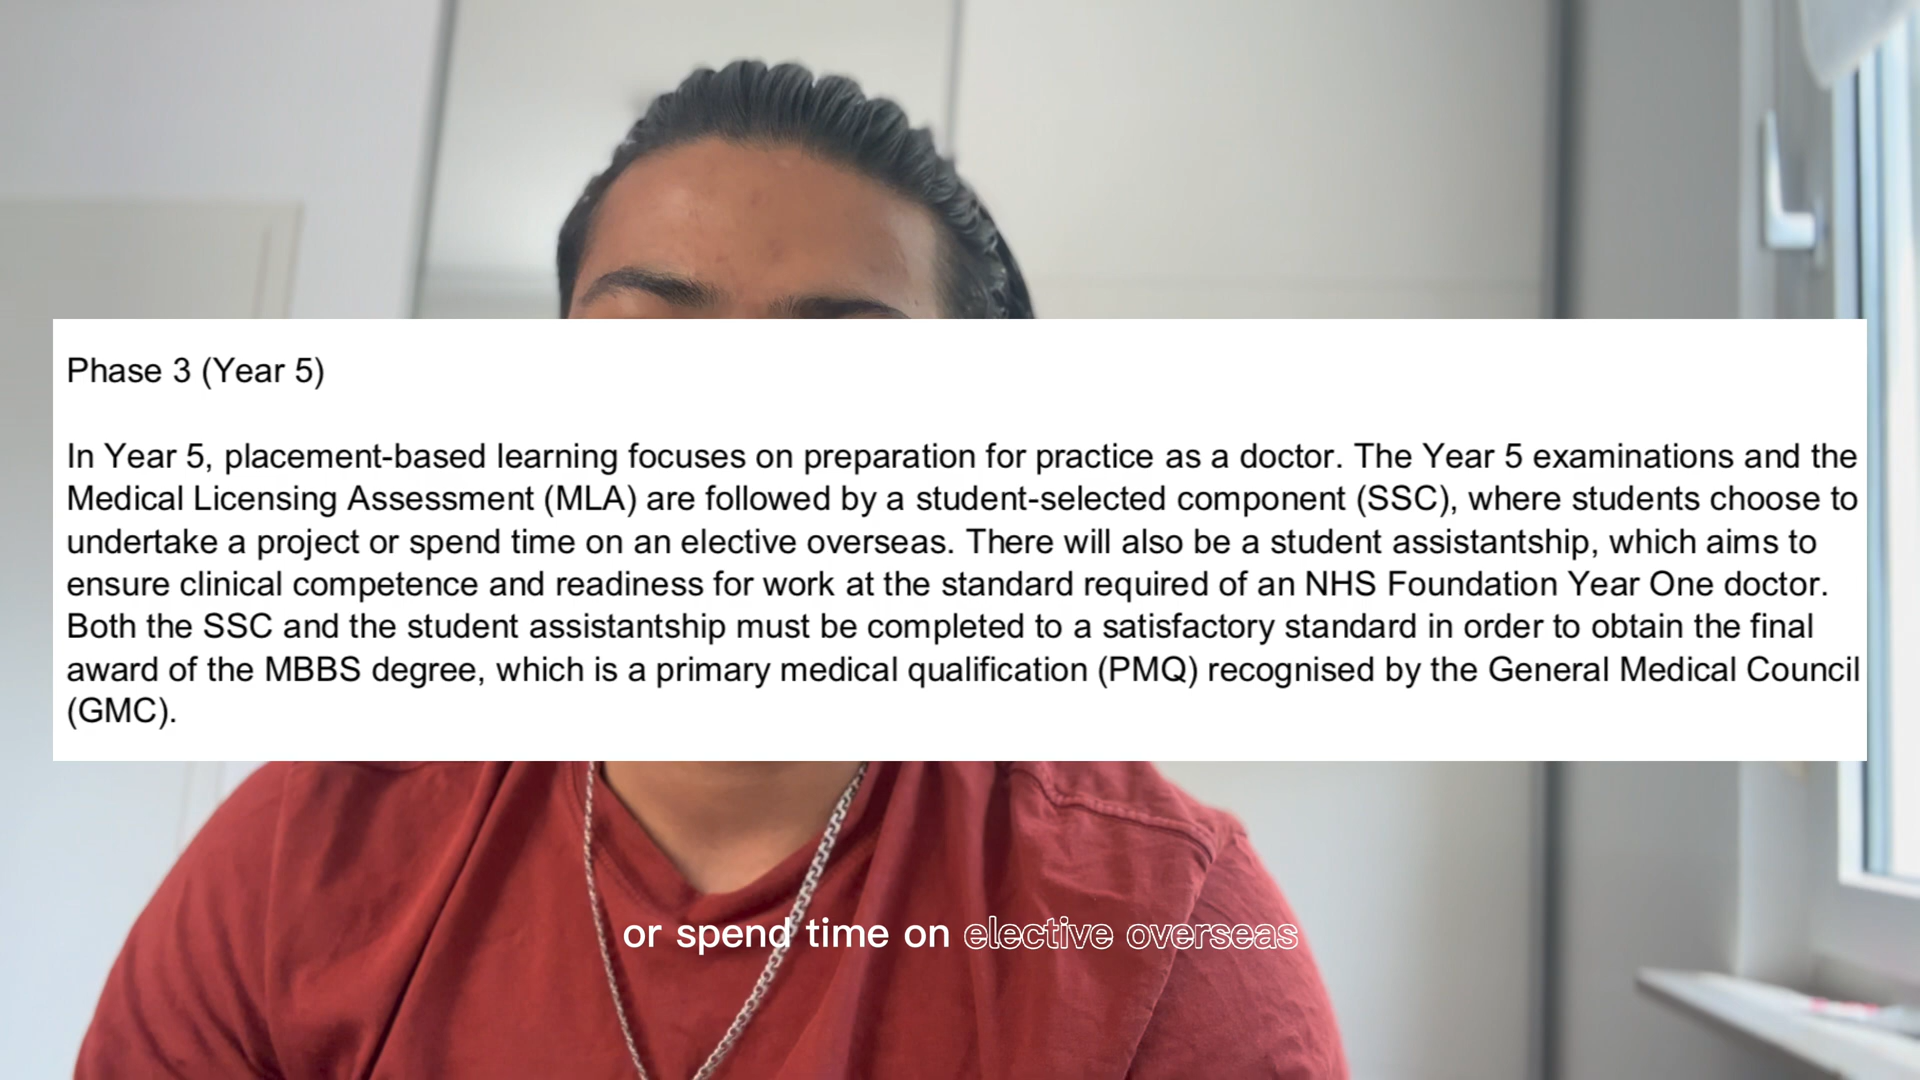 Phase 3 (Year 5)
In Year 5, placement-based learning focuses on preparation for practice as a doctor. The Year 5 examinations and the
Medical Licensing Assessment (MLA) are followed by a student-selected component (SSC), where students choose to
undertake a project or spend time on an elective overseas. There will also be a student assistantship, which aims to
ensure clinical competence and readiness for work at the standard required of an NHS Foundation Year One doctor.
Both the SSC and the student assistantship must be completed to a satisfactory standard in order to obtain the final
award of the MBBS degree, which is a primary medical qualification (PMQ) recognised by the General Medical Council
(GMC).
or spend time on elective overseas